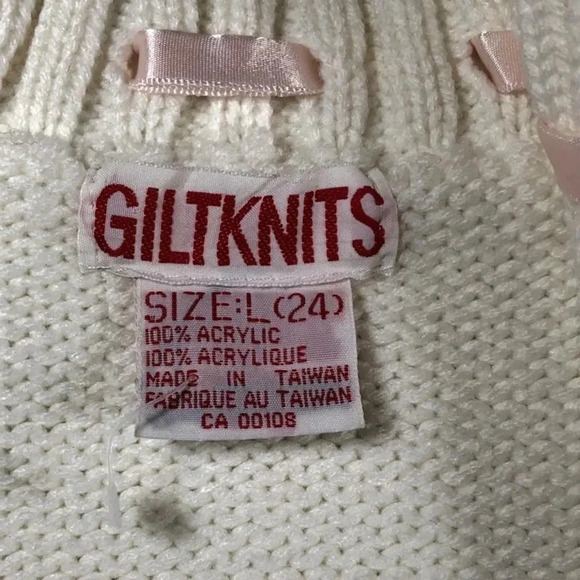 GILTKNITS
SIZE:L(24)
100% ACRYLIC
100% ACRYLIQUE
MADE IN TAIWAN
FABRIQUE AU TAIWAN
CA 00108